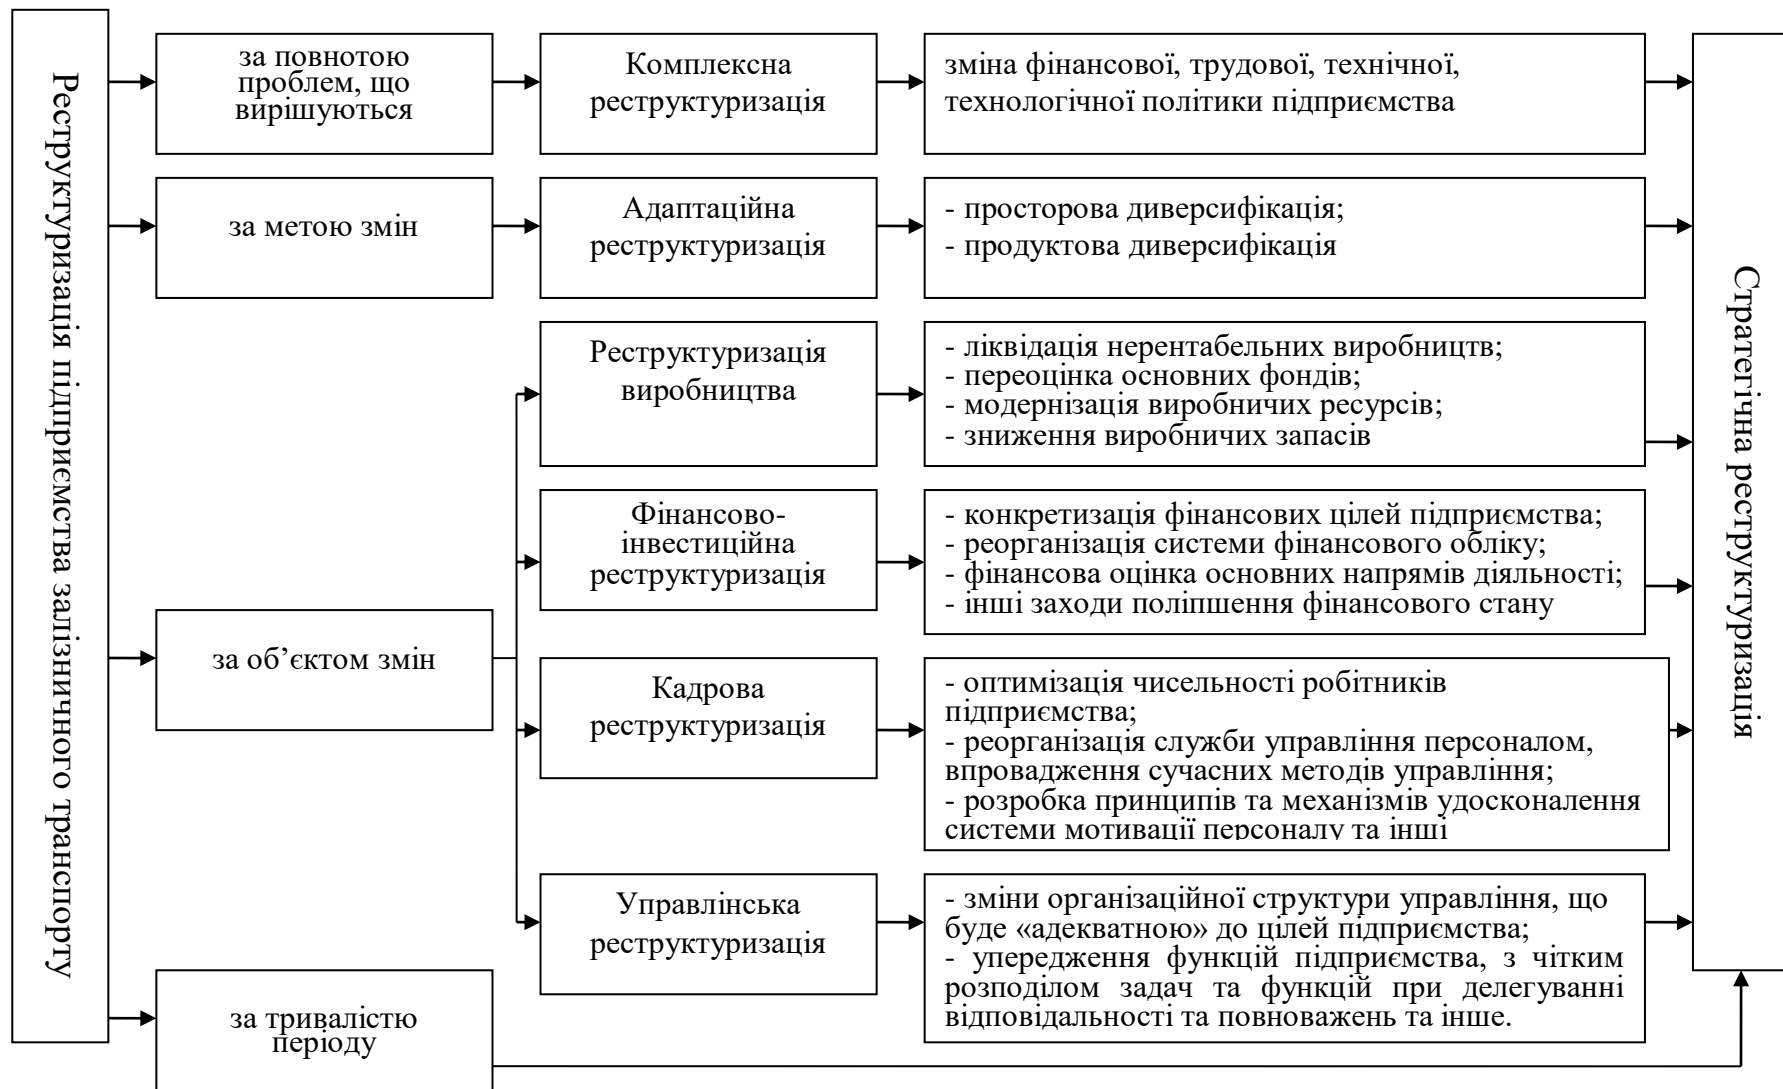 Реструктуризація підприємства залізничного транспорту
за повнотою
проблем, що
вирішуються
Комплексна
реструктуризація
зміна фінансової, трудової, технічної,
технологічної політики підприємства
за метою змін
Адаптаційна
реструктуризація
- просторова диверсифікація;
- продуктова диверсифікація
за об’єктом змін
Реструктуризація
виробництва
- ліквідація нерентабельних виробництв;
- переоцінка основних фондів;
- модернізація виробничих ресурсів;
- зниження виробничих запасів
Фінансово-
інвестиційна
реструктуризація
- конкретизація фінансових цілей підприємства;
- реорганізація системи фінансового обліку;
- фінансова оцінка основних напрямів діяльності;
- інші заходи поліпшення фінансового стану
Кадрова
реструктуризація
- оптимізація чисельності робітників
підприємства;
- реорганізація служби управління персоналом,
впровадження сучасних методів управління;
- розробка принципів та механізмів удосконалення
системи мотивації персоналу та інші
Управлінська
реструктуризація
- зміни організаційної структури управління, що
буде «адекватною» до цілей підприємства;
- упередження функцій підприємства, з чітким
розподілом задач та функцій при делегуванні
відповідальності та повноважень та інше.
за тривалістю
періоду
Стратегічна реструктуризація